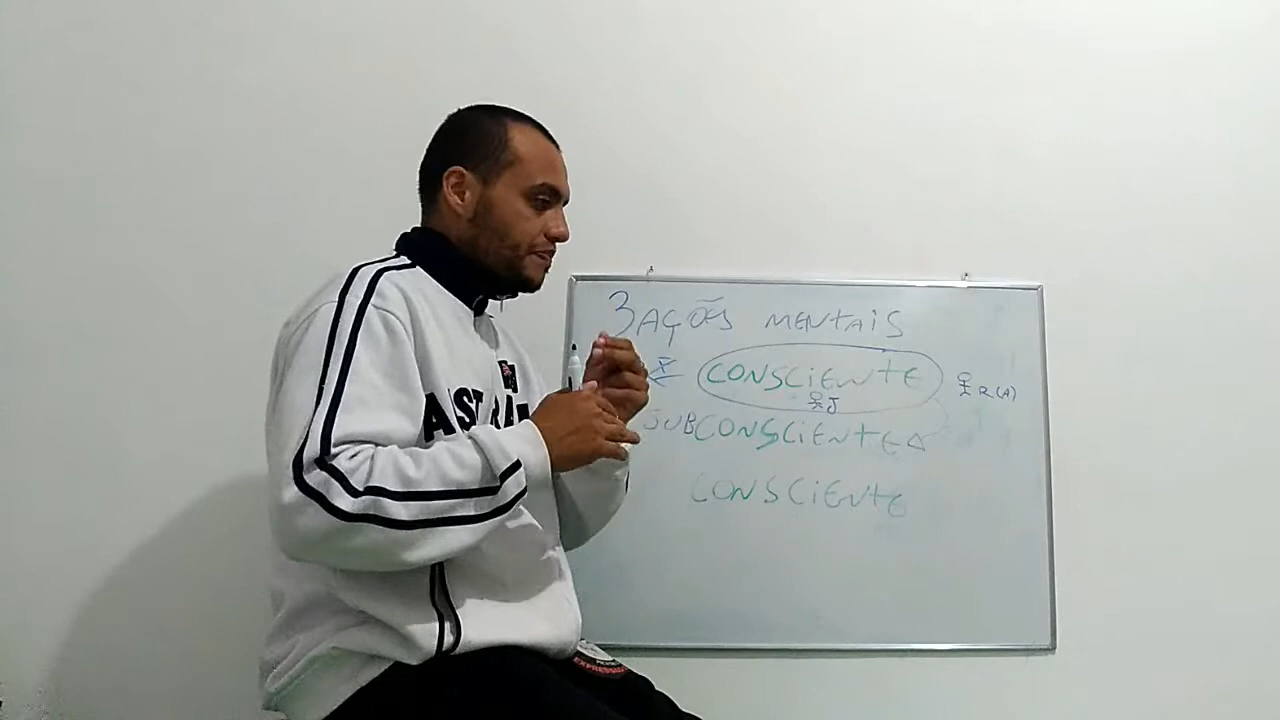 3 AÇÕES MENTAIS
CONSCIENTE
J
R(A)
SUBCONSCIENTE
CONSCIENTE